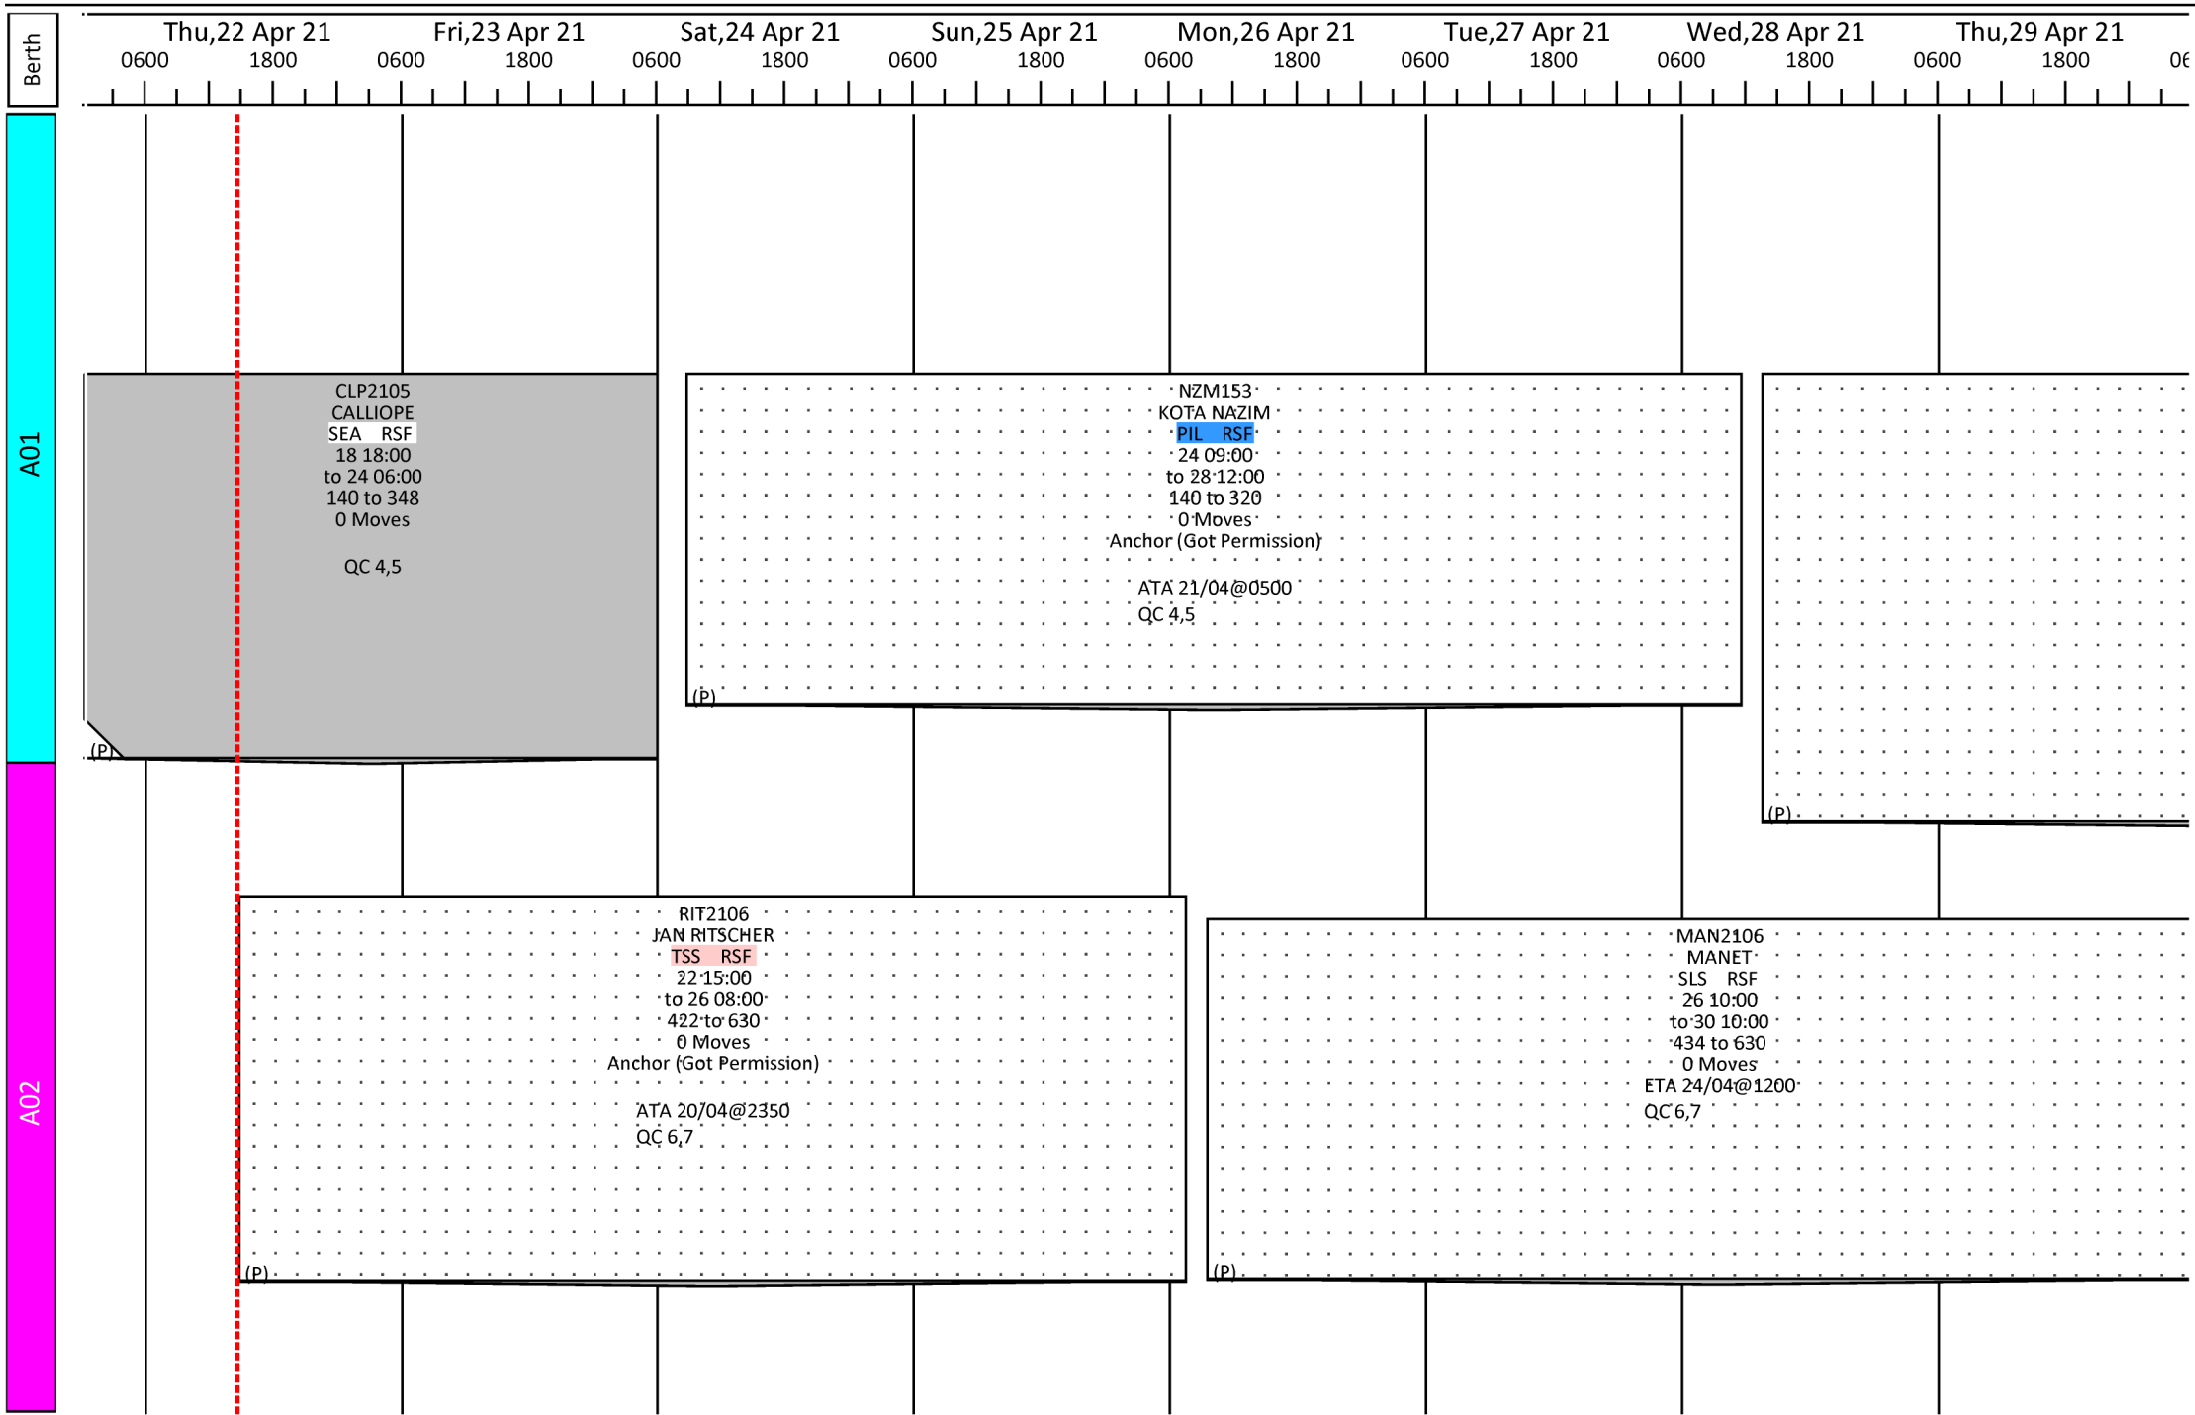 Berth
Thu,22 Apr 21 Fri,23 Apr 21 Sat,24 Apr 21 Sun,25 Apr 21 Mon,26 Apr 21 Tue,27 Apr 21 Wed,28 Apr 21 Thu,29 Apr 21
0600 1800 0600 1800 0600 1800 0600 1800 0600 1800 0600 1800 0600 1800 0600 1800
A01
CLP2105
CALLIOPE
SEA RSF
18 18:00
to 24 06:00
140 to 348
0 Moves
QC 4,5
(P)
NZM153
KOTA NAZIM
PIL RSF
24 09:00
to 28 12:00
140 to 320
0 Moves
Anchor (Got Permission)
ATA 21/04@0500
QC 4,5
(P)
(P)
A02
RIT2106
JAN RITSCHER
TSS RSF
22 15:00
to 26 08:00
422 to 630
0 Moves
Anchor (Got Permission)
ATA 20/04@2350
QC 6,7
(P)
MAN2106
MANET
SLS RSF
26 10:00
to 30 10:00
434 to 630
0 Moves
ETA 24/04@1200
QC 6,7
(P)